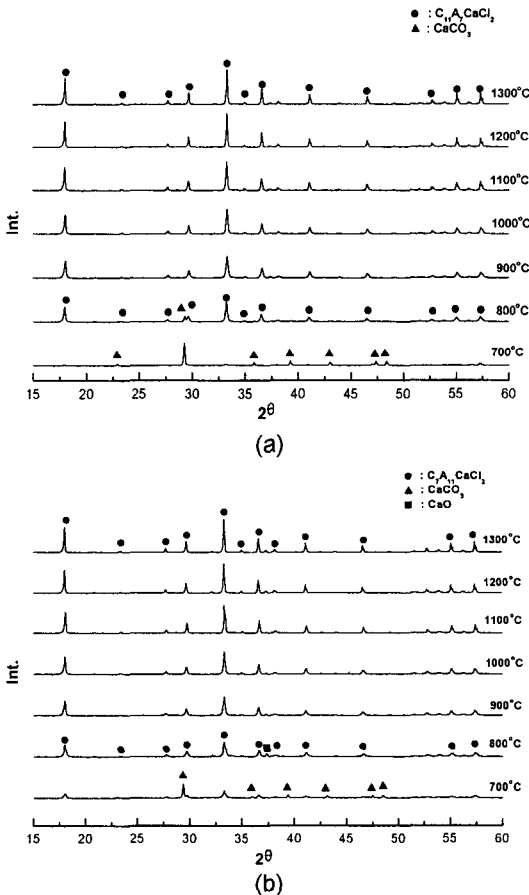 ● : C₁₁A₇CaCl₂
▲ : CaCO₃
1300°C
1200°C
1100°C
1000°C
900°C
800°C
700°C
Int.
15 20 25 30 35 40 45 50 55 60
2θ
(a)
● : C₇A₁₁CaCl₂
▲ : CaCO₃
■ : CaO
1300°C
1200°C
1100°C
1000°C
900°C
800°C
700°C
Int.
15 20 25 30 35 40 45 50 55 60
2θ
(b)